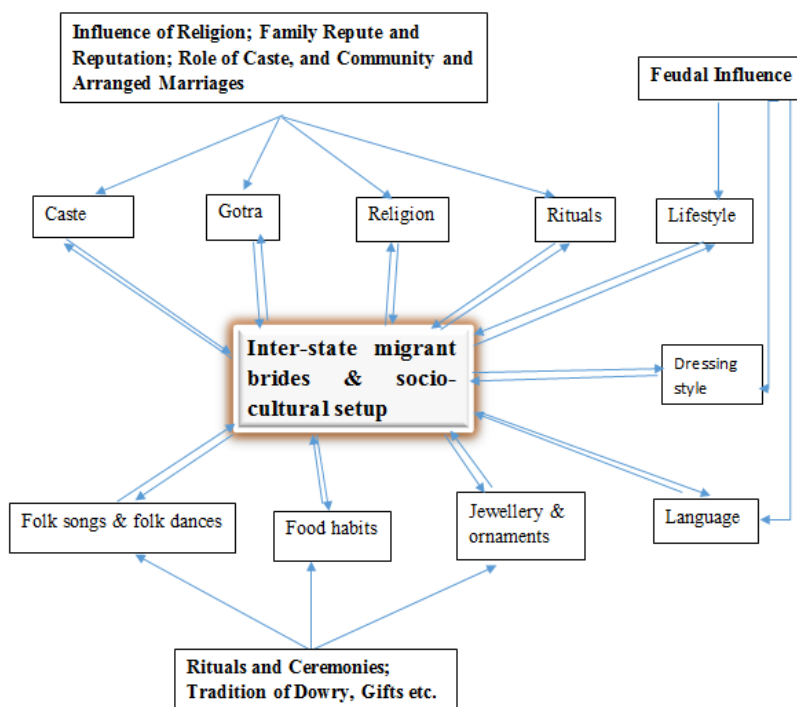 Influence of Religion; Family Repute and
Reputation; Role of Caste, and Community and
Arranged Marriages
Feudal Influence
Caste
Gotra
Religion
Rituals
Lifestyle
Inter-state migrant
brides & socio-
cultural setup
Dressing
style
Folk songs & folk dances
Food habits
Jewellery &
ornaments
Language
Rituals and Ceremonies;
Tradition of Dowry, Gifts etc.